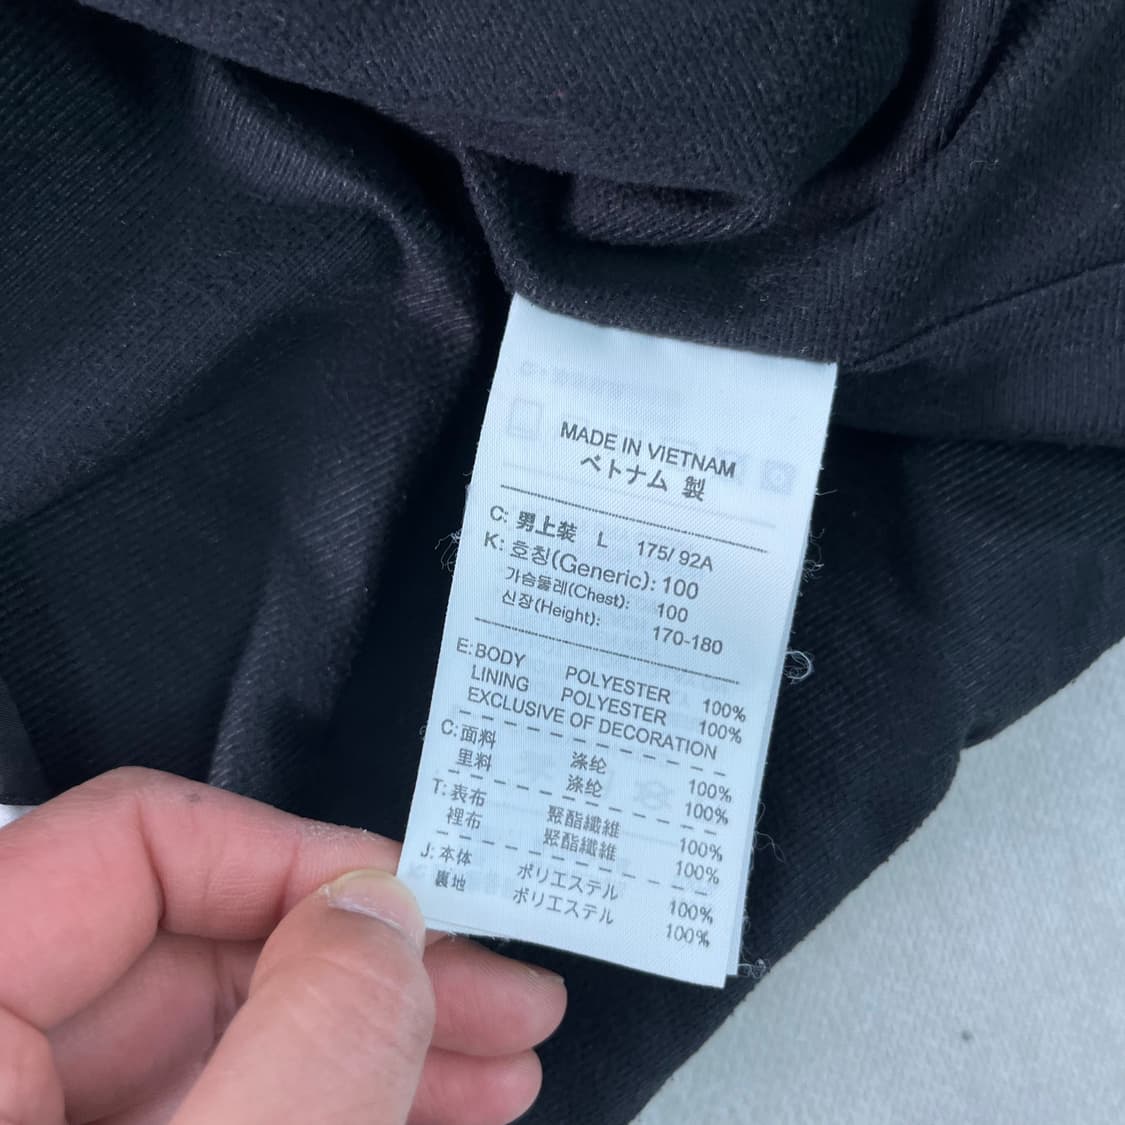 MADE IN VIETNAM
ベトナム 製
C: 男上装 L 175/ 92A
K: 호칭(Generic): 100
가슴둘레(Chest): 100
신장(Height): 170-180
E: BODY POLYESTER 100%
LINING POLYESTER 100%
EXCLUSIVE OF DECORATION
C: 面料 涤纶 100%
里料 涤纶 100%
T: 表布 聚酯纖維 100%
裡布 聚酯纖維 100%
J: 本体 ポリエステル 100%
裏地 ポリエステル 100%